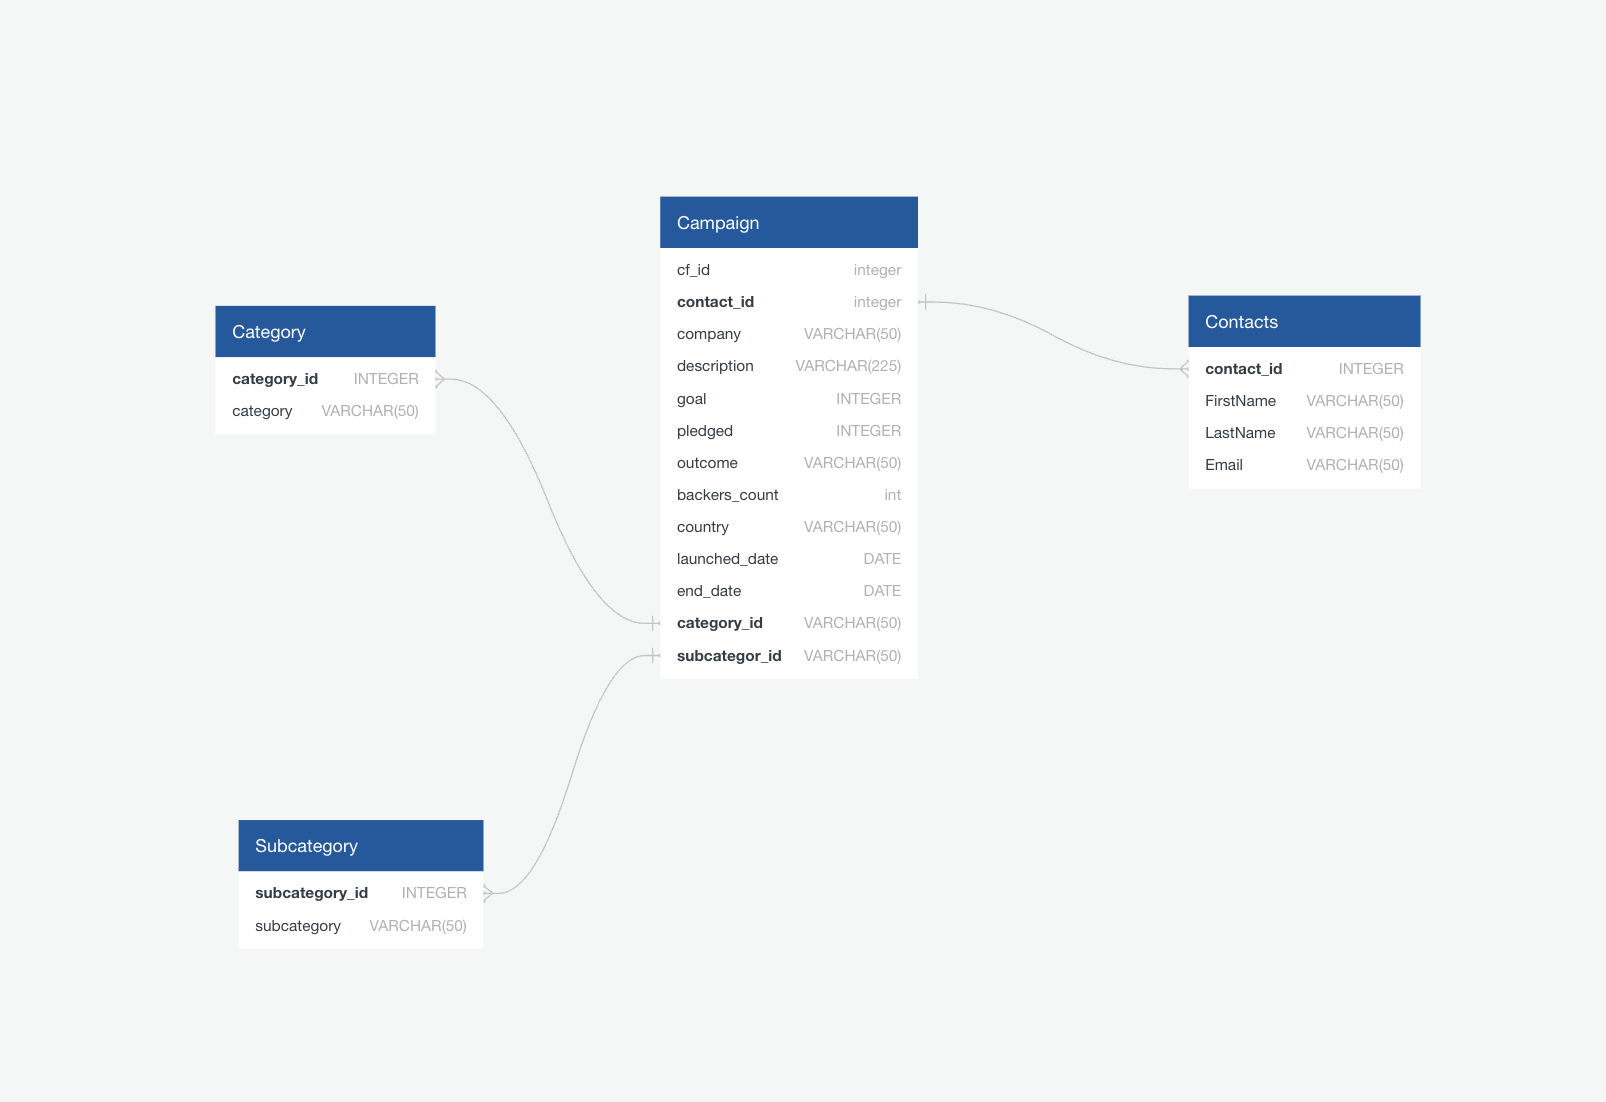 Campaign
cf_id integer
contact_id integer
company VARCHAR(50)
description VARCHAR(225)
goal INTEGER
pledged INTEGER
outcome VARCHAR(50)
backers_count int
country VARCHAR(50)
launched_date DATE
end_date DATE
category_id VARCHAR(50)
subcategor_id VARCHAR(50)
Category
category_id INTEGER
category VARCHAR(50)
Contacts
contact_id INTEGER
FirstName VARCHAR(50)
LastName VARCHAR(50)
Email VARCHAR(50)
Subcategory
subcategory_id INTEGER
subcategory VARCHAR(50)